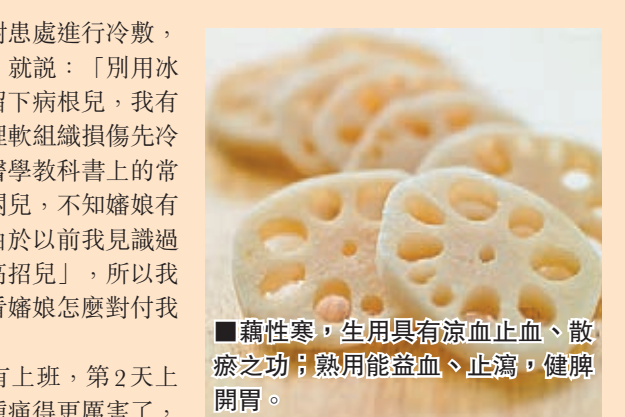 對患處進行冷敷，
就説：「別用冰
留下病根兒，我有
理軟組織損傷先冷
醫學教科書上的常
悶兒，不知嬸娘有
由於以前我見識過
高招兒」，所以我
看嬸娘怎麼對付我
有上班，第2天上
腫痛得更厲害了，
■藕性寒，生用具有涼血止血、散
瘀之功；熟用能益血、止瀉，健脾
開胃。